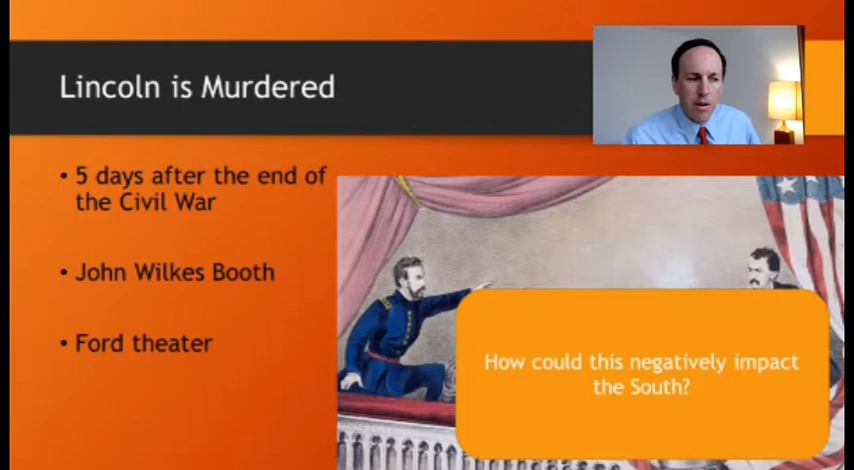 Lincoln is Murdered
• 5 days after the end of
the Civil War
• John Wilkes Booth
• Ford theater
How could this negatively impact
the South?